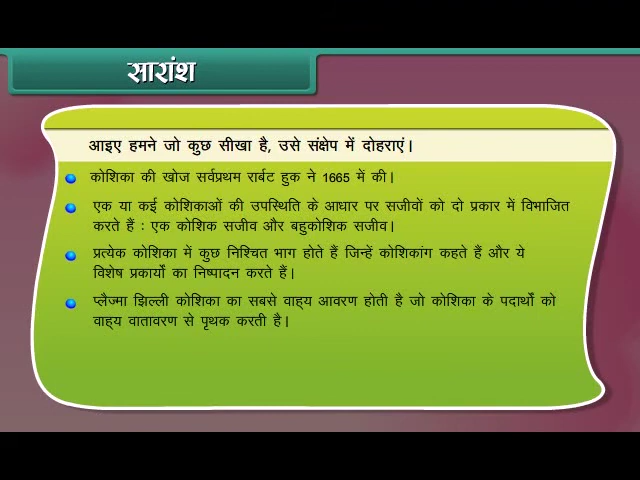 सारांश
आइए हमने जो कुछ सीखा है, उसे संक्षेप में दोहराएं।
कोशिका की खोज सर्वप्रथम रार्बट हुक ने 1665 में की।
एक या कई कोशिकाओं की उपस्थिति के आधार पर सजीवों को दो प्रकार में विभाजित
करते हैं : एक कोशिक सजीव और बहुकोशिक सजीव।
प्रत्येक कोशिका में कुछ निश्चित भाग होते हैं जिन्हें कोशिकांग कहते हैं और ये
विशेष प्रकार्यों का निष्पादन करते हैं।
प्लैज्मा झिल्ली कोशिका का सबसे वाह्य आवरण होती है जो कोशिका के पदार्थों को
वाह्य वातावरण से पृथक करती है।